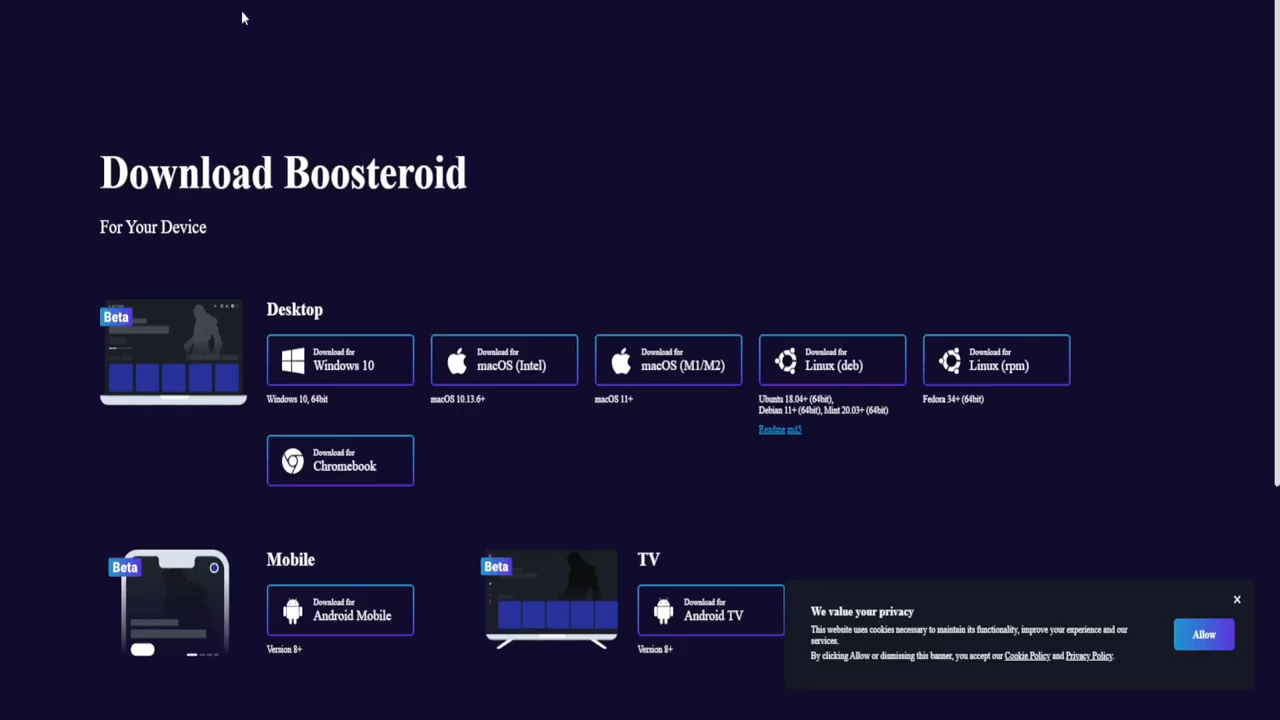 Download Boosteroid
For Your Device
Beta
Desktop
Download for
Windows 10
Windows 10, 64bit
Download for
macOS (Intel)
macOS 10.13.6+
Download for
macOS (M1/M2)
macOS 11+
Download for
Linux (deb)
Ubuntu 18.04+ (64bit),
Debian 11+ (64bit), Mint 20.03+ (64bit)
Readme md5
Download for
Linux (rpm)
Fedora 34+ (64bit)
Download for
Chromebook
Beta
Mobile
Download for
Android Mobile
Version 8+
Beta
TV
Download for
Android TV
Version 8+
We value your privacy
This website uses cookies necessary to maintain its functionality, improve your experience and our
services.
By clicking Allow or dismissing this banner, you accept our Cookie Policy and Privacy Policy.
Allow